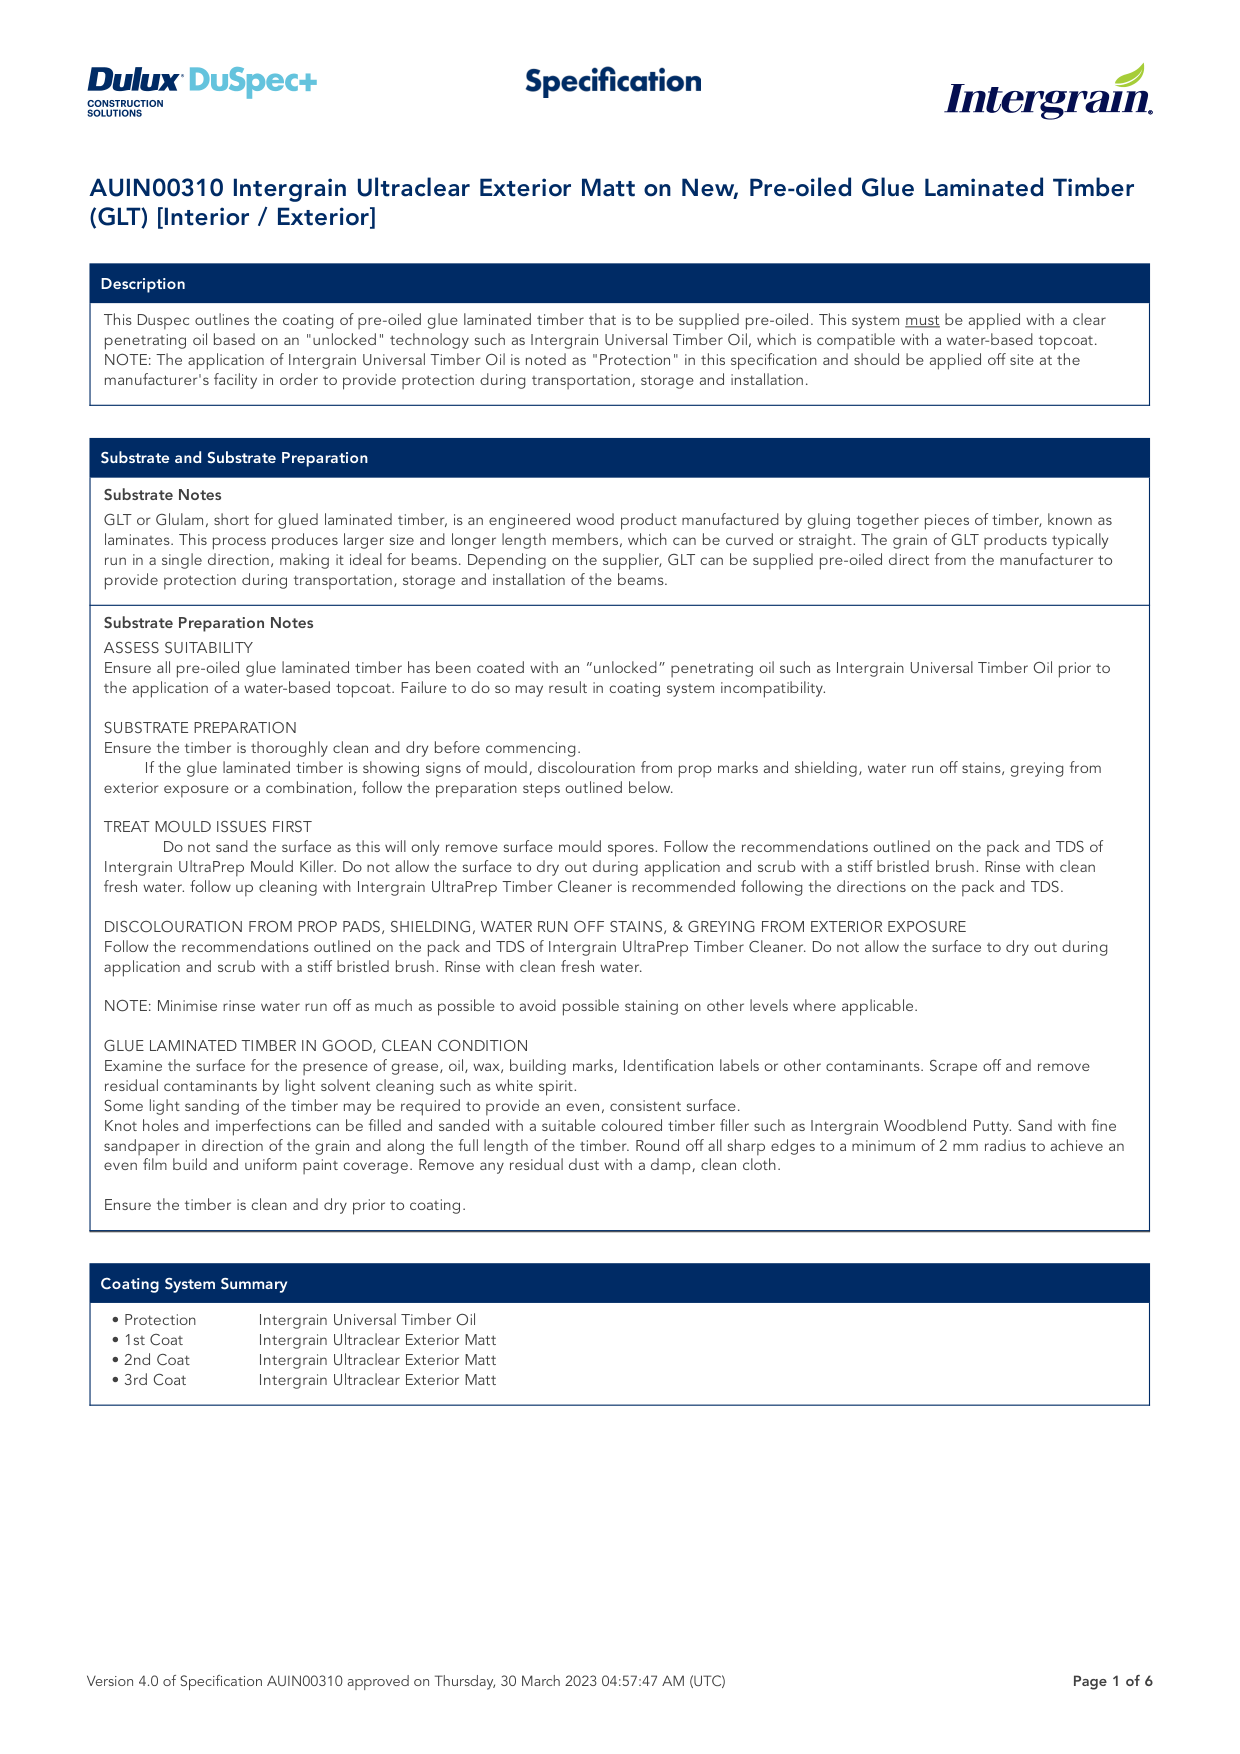 Dulux® DuSpec+
CONSTRUCTION
SOLUTIONS
Specification
Intergrain®
AUIN00310 Intergrain Ultraclear Exterior Matt on New, Pre-oiled Glue Laminated Timber
(GLT) [Interior / Exterior]
Description
This Duspec outlines the coating of pre-oiled glue laminated timber that is to be supplied pre-oiled. This system must be applied with a clear
penetrating oil based on an "unlocked" technology such as Intergrain Universal Timber Oil, which is compatible with a water-based topcoat.
NOTE: The application of Intergrain Universal Timber Oil is noted as "Protection" in this specification and should be applied off site at the
manufacturer's facility in order to provide protection during transportation, storage and installation.
Substrate and Substrate Preparation
Substrate Notes
GLT or Glulam, short for glued laminated timber, is an engineered wood product manufactured by gluing together pieces of timber, known as
laminates. This process produces larger size and longer length members, which can be curved or straight. The grain of GLT products typically
run in a single direction, making it ideal for beams. Depending on the supplier, GLT can be supplied pre-oiled direct from the manufacturer to
provide protection during transportation, storage and installation of the beams.
Substrate Preparation Notes
ASSESS SUITABILITY
Ensure all pre-oiled glue laminated timber has been coated with an “unlocked” penetrating oil such as Intergrain Universal Timber Oil prior to
the application of a water-based topcoat. Failure to do so may result in coating system incompatibility.
SUBSTRATE PREPARATION
Ensure the timber is thoroughly clean and dry before commencing.
If the glue laminated timber is showing signs of mould, discolouration from prop marks and shielding, water run off stains, greying from
exterior exposure or a combination, follow the preparation steps outlined below.
TREAT MOULD ISSUES FIRST
Do not sand the surface as this will only remove surface mould spores. Follow the recommendations outlined on the pack and TDS of
Intergrain UltraPrep Mould Killer. Do not allow the surface to dry out during application and scrub with a stiff bristled brush. Rinse with clean
fresh water. follow up cleaning with Intergrain UltraPrep Timber Cleaner is recommended following the directions on the pack and TDS.
DISCOLOURATION FROM PROP PADS, SHIELDING, WATER RUN OFF STAINS, & GREYING FROM EXTERIOR EXPOSURE
Follow the recommendations outlined on the pack and TDS of Intergrain UltraPrep Timber Cleaner. Do not allow the surface to dry out during
application and scrub with a stiff bristled brush. Rinse with clean fresh water.
NOTE: Minimise rinse water run off as much as possible to avoid possible staining on other levels where applicable.
GLUE LAMINATED TIMBER IN GOOD, CLEAN CONDITION
Examine the surface for the presence of grease, oil, wax, building marks, Identification labels or other contaminants. Scrape off and remove
residual contaminants by light solvent cleaning such as white spirit.
Some light sanding of the timber may be required to provide an even, consistent surface.
Knot holes and imperfections can be filled and sanded with a suitable coloured timber filler such as Intergrain Woodblend Putty. Sand with fine
sandpaper in direction of the grain and along the full length of the timber. Round off all sharp edges to a minimum of 2 mm radius to achieve an
even film build and uniform paint coverage. Remove any residual dust with a damp, clean cloth.
Ensure the timber is clean and dry prior to coating.
Coating System Summary
• Protection Intergrain Universal Timber Oil
• 1st Coat Intergrain Ultraclear Exterior Matt
• 2nd Coat Intergrain Ultraclear Exterior Matt
• 3rd Coat Intergrain Ultraclear Exterior Matt
Version 4.0 of Specification AUIN00310 approved on Thursday, 30 March 2023 04:57:47 AM (UTC)
Page 1 of 6